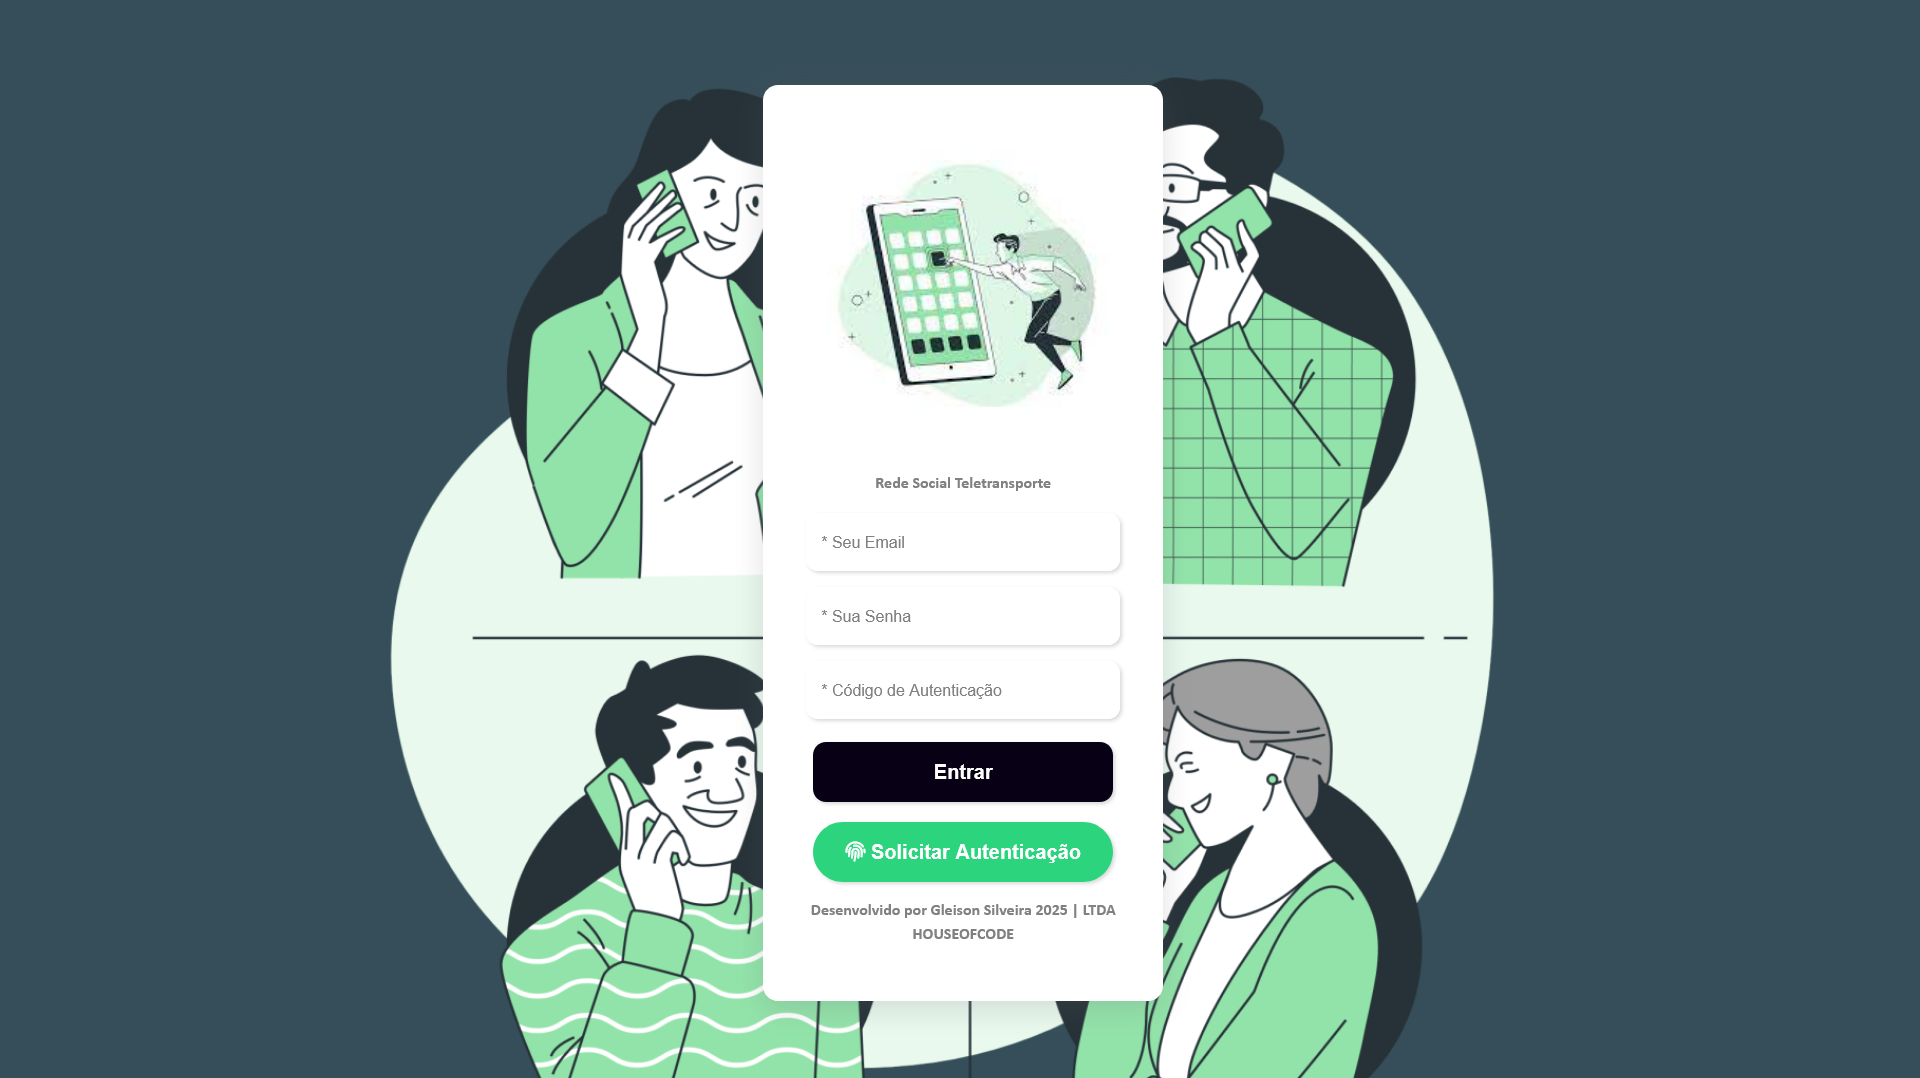 Rede Social Teletransporte
* Seu Email
* Sua Senha
* Código de Autenticação
Entrar
Solicitar Autenticação
Desenvolvido por Gleison Silveira 2025 | LTDA
HOUSEOFCODE